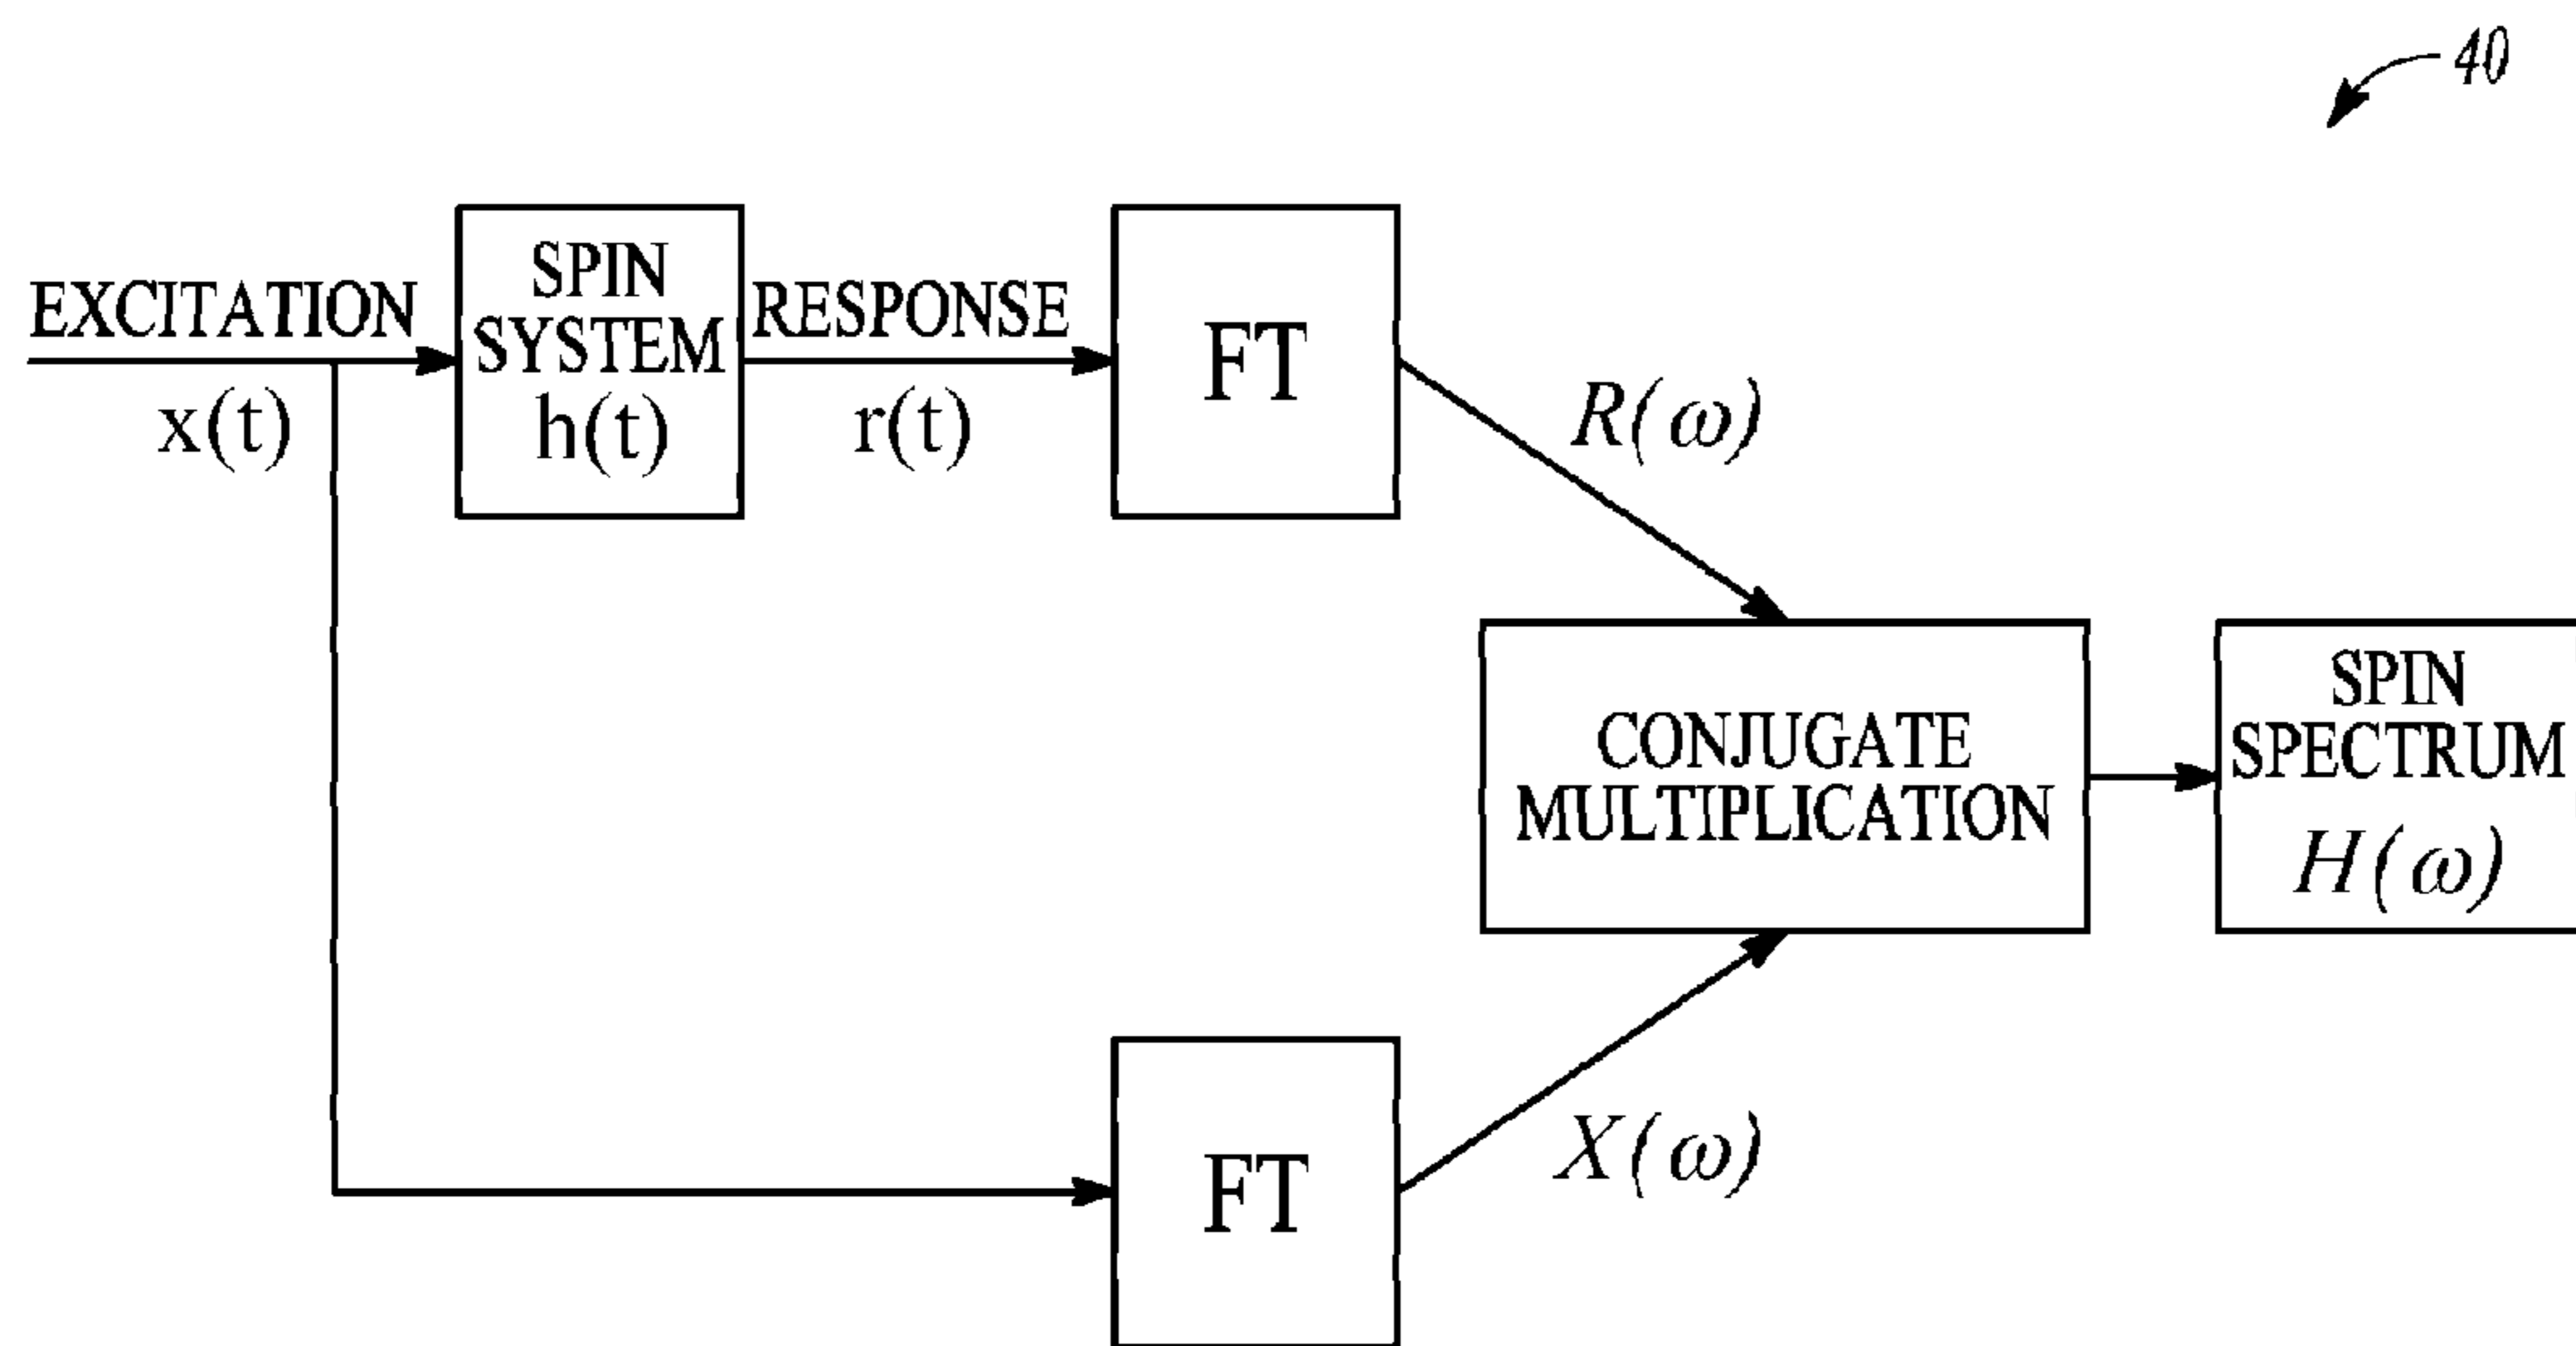 40
EXCITATION
x(t)
SPIN
SYSTEM
h(t)
RESPONSE
r(t)
FT
R(ω)
CONJUGATE
MULTIPLICATION
SPIN
SPECTRUM
H(ω)
FT
X(ω)